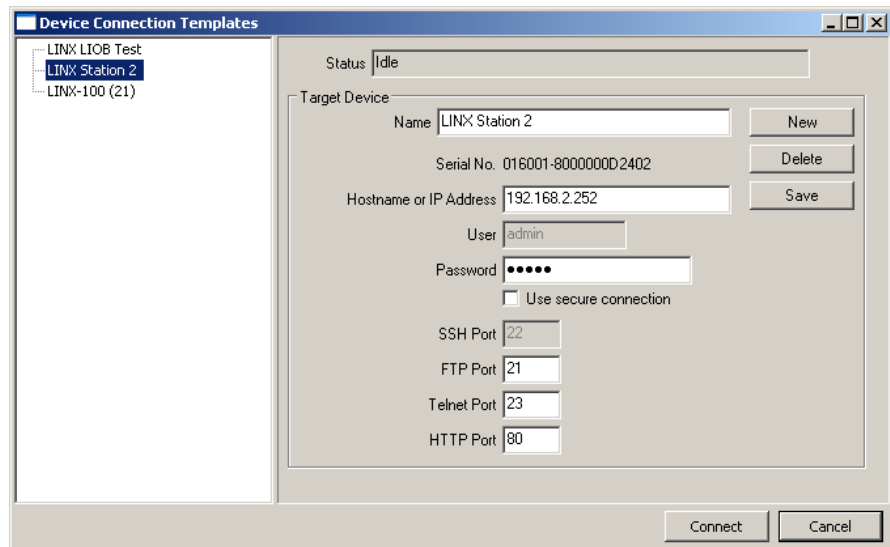 Device Connection Templates
LINX LIOB Test
LINX Station 2
LINX-100 (21)
Status Idle
Target Device
Name LINX Station 2 New
Serial No. 016001-8000000D2402 Delete
Hostname or IP Address 192.168.2.252 Save
User admin
Password •••••
Use secure connection
SSH Port 22
FTP Port 21
Telnet Port 23
HTTP Port 80
Connect Cancel